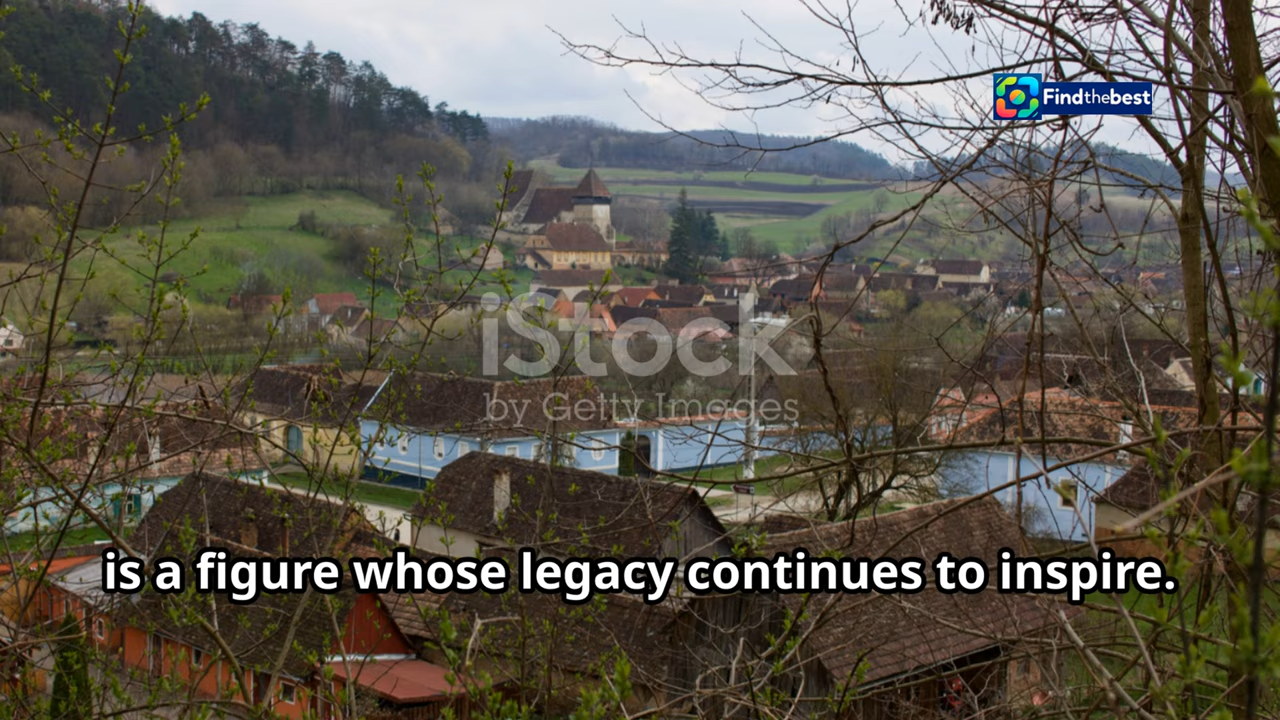 Findthebest
iStock
by Getty Images
is a figure whose legacy continues to inspire.